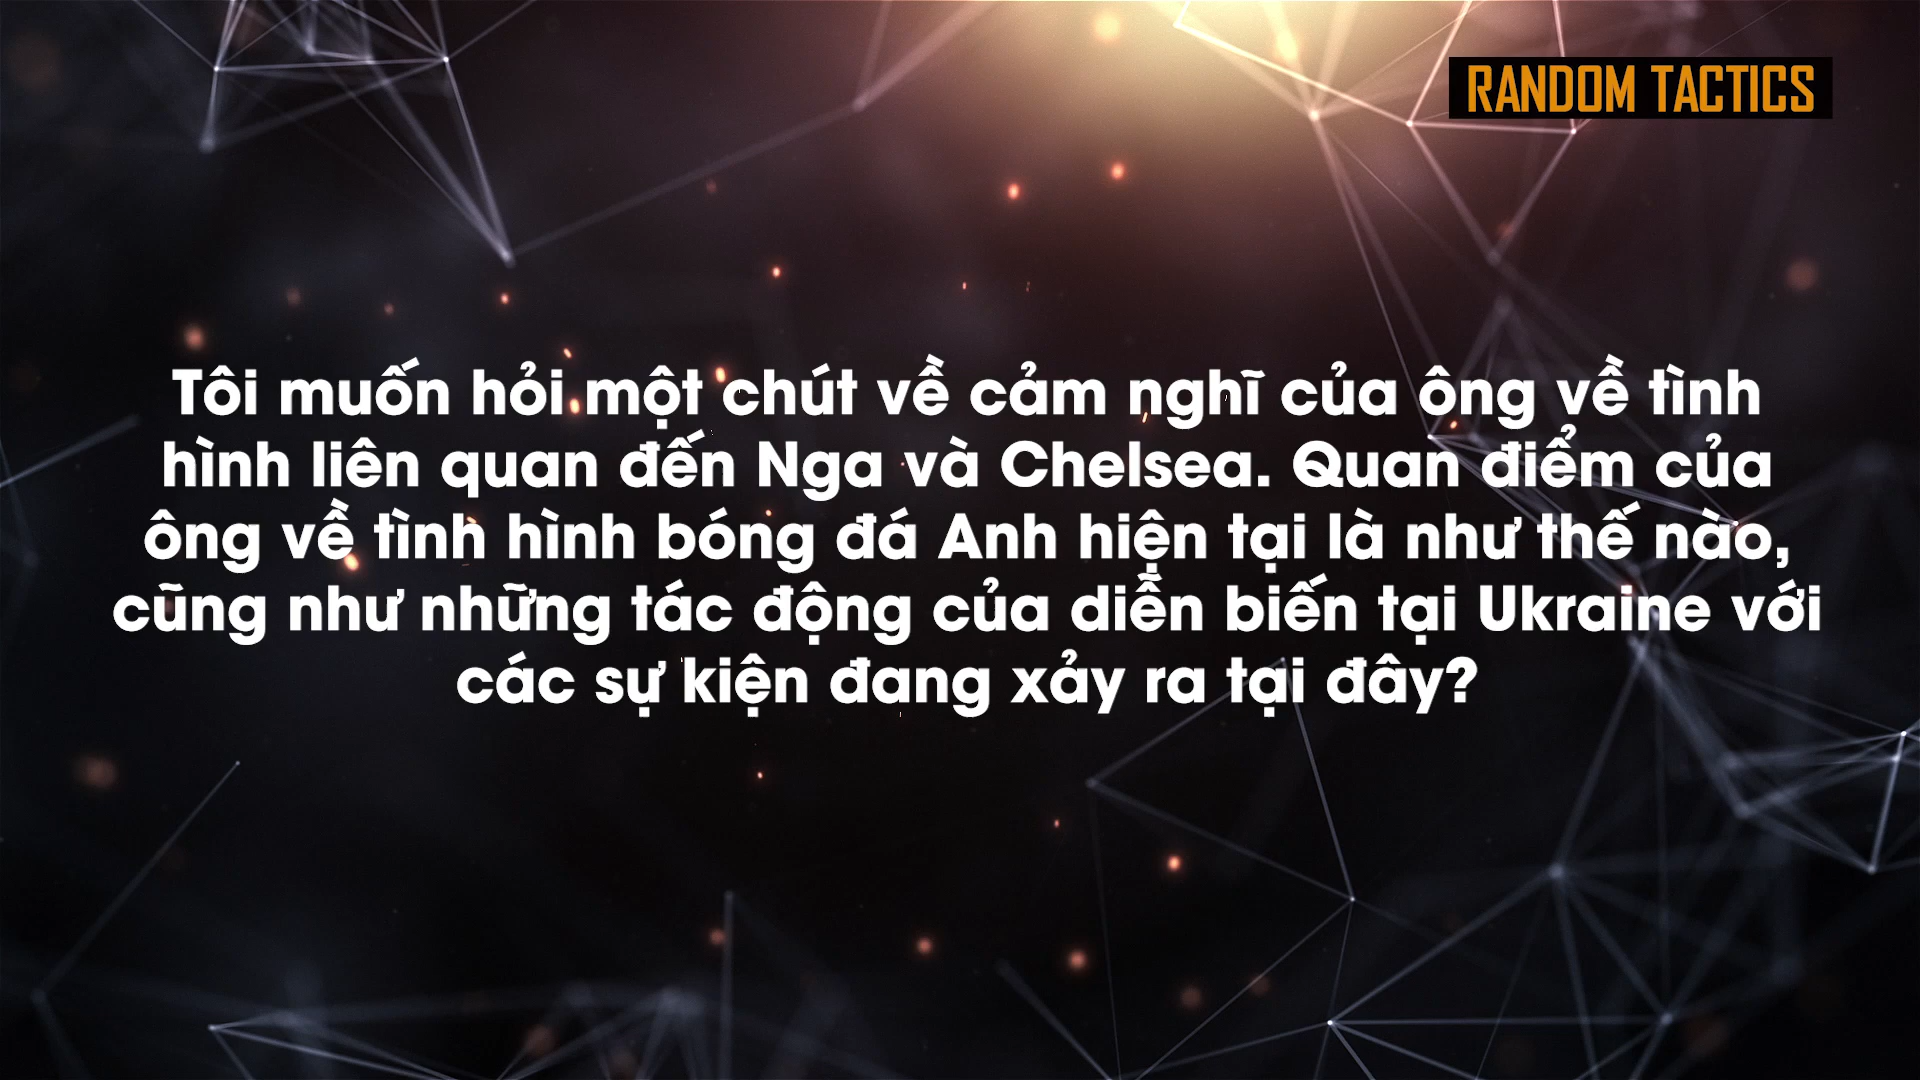 RANDOM TACTICS
Tôi muốn hỏi một chút về cảm nghĩ của ông về tình
hình liên quan đến Nga và Chelsea. Quan điểm của
ông về tình hình bóng đá Anh hiện tại là như thế nào,
cũng như những tác động của diễn biến tại Ukraine với
các sự kiện đang xảy ra tại đây?